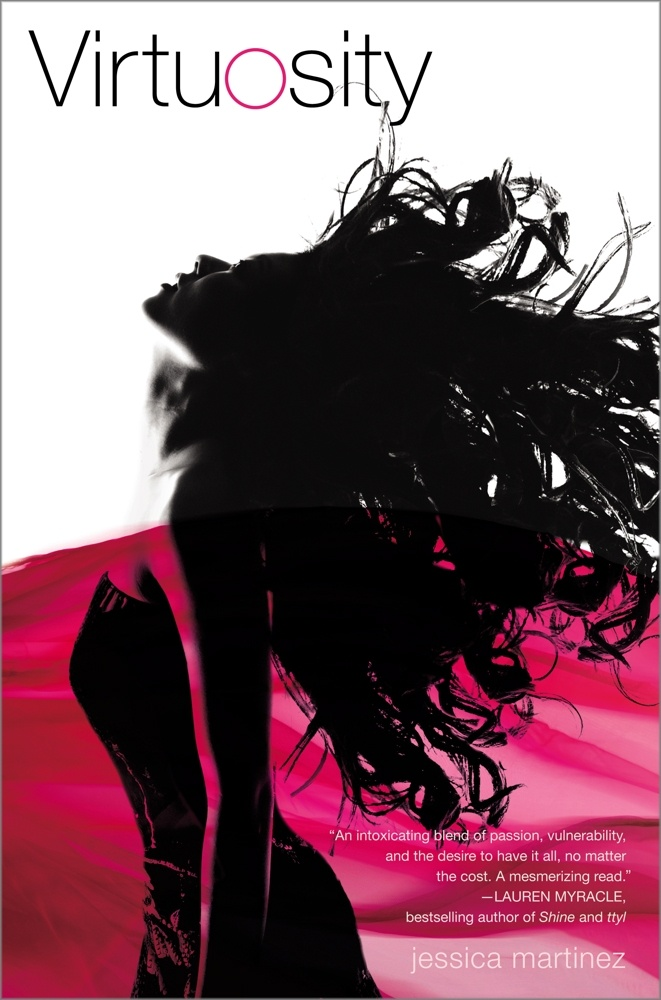 Virtuosity
“An intoxicating blend of passion, vulnerability,
and the desire to have it all, no matter
the cost. A mesmerizing read.”
—LAUREN MYRACLE,
bestselling author of Shine and ttyl
jessica martinez